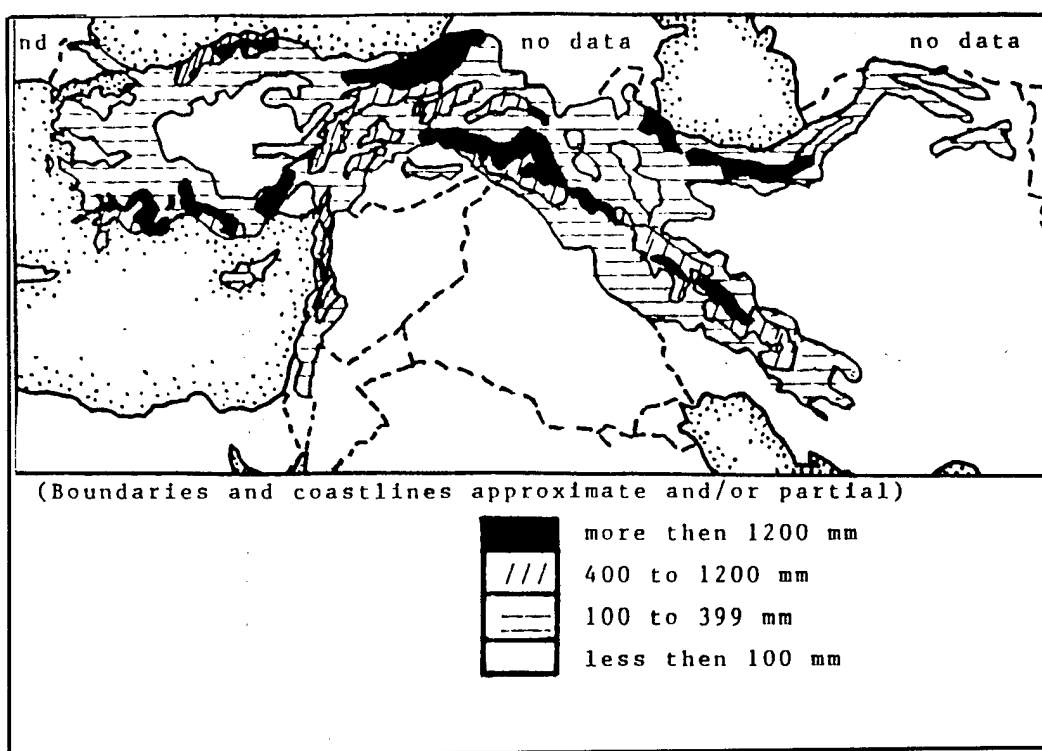 nd no data no data
(Boundaries and coastlines approximate and/or partial)
more then 1200 mm
400 to 1200 mm
100 to 399 mm
less then 100 mm